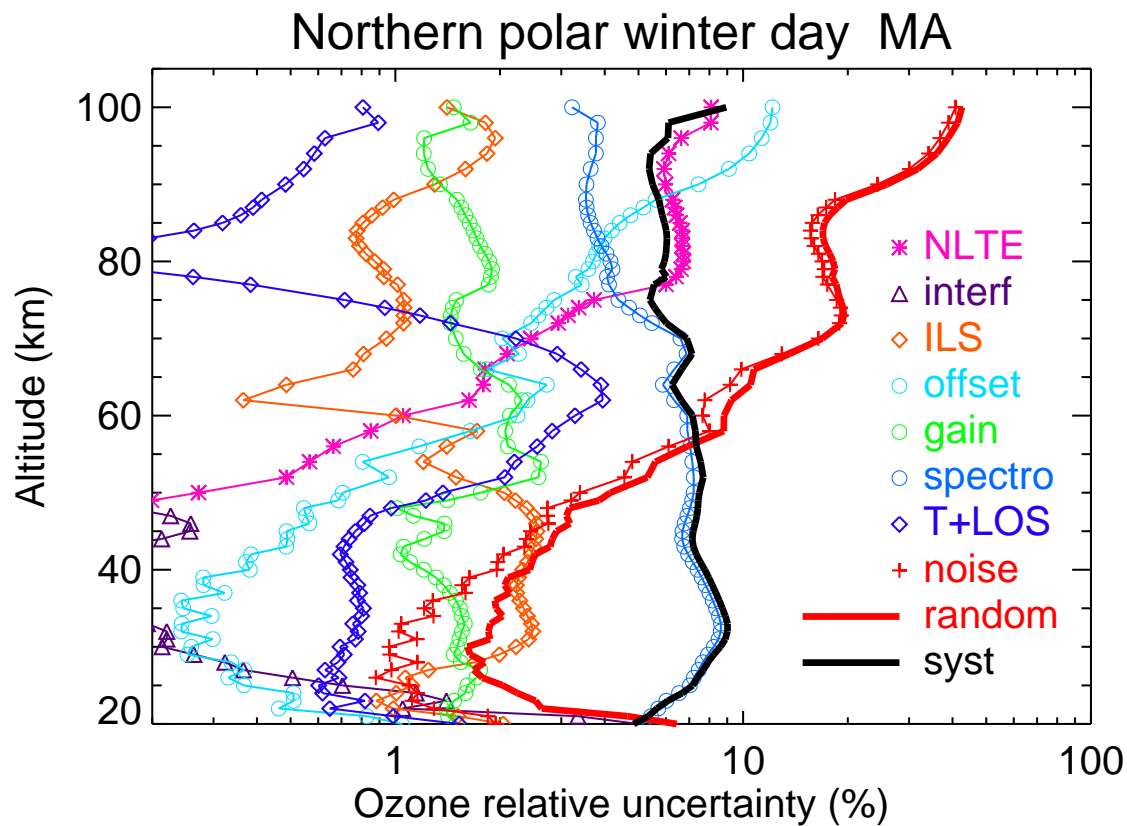 Northern polar winter day  MA
Altitude (km)
100
80
60
40
20
NLTE
interf
ILS
offset
gain
spectro
T+LOS
noise
random
syst
1
10
100
Ozone relative uncertainty (%)